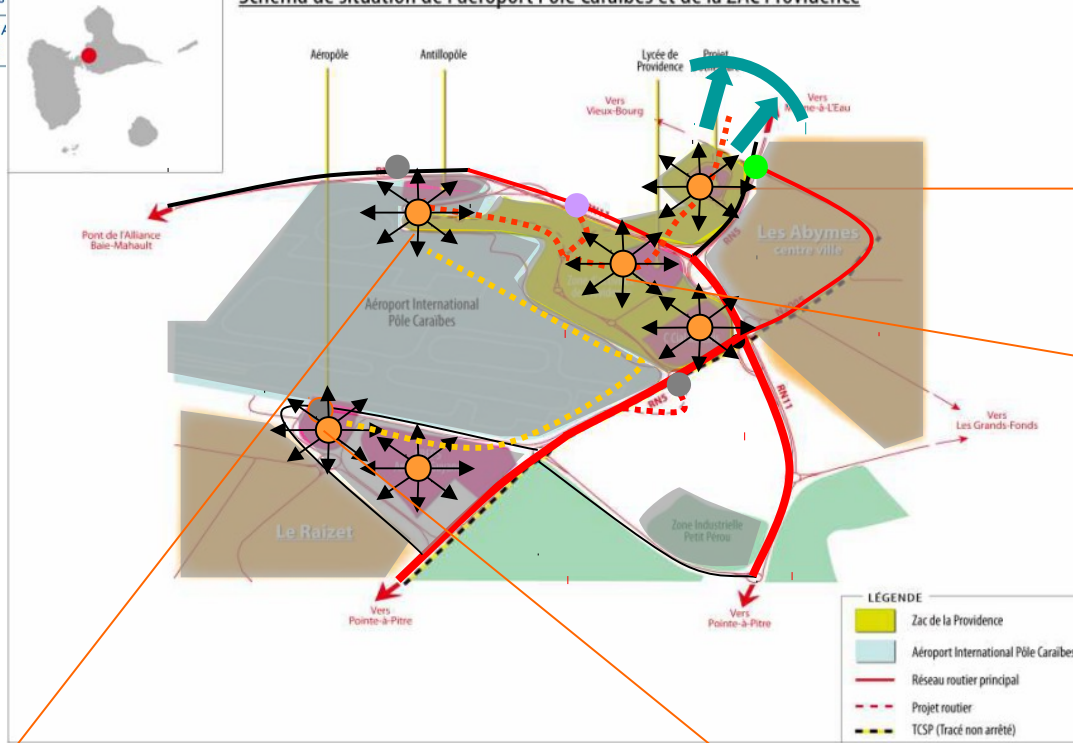 Schéma de situation de l'aéroport Pôle Caraïbes et de la ZAC Providence
Aéropôle
Antillopôle
Lycée de
Providence
Projet
Vers
Vieux-Bourg
Vers
Pont de l'Alliance
Baie-Mahault
RN5
Les Abymes
centre ville
Aéroport International
Pôle Caraïbes
RN5
RN11
Vers
Les Grands-Fonds
Le Raizet
Zone Industrielle
Petit Pérou
Vers
Pointe-à-Pitre
Vers
Pointe-à-Pitre
LÉGENDE
Zac de la Providence
Aéroport International Pôle Caraïbes
Réseau routier principal
Projet routier
TCSP (Tracé non arrêté)